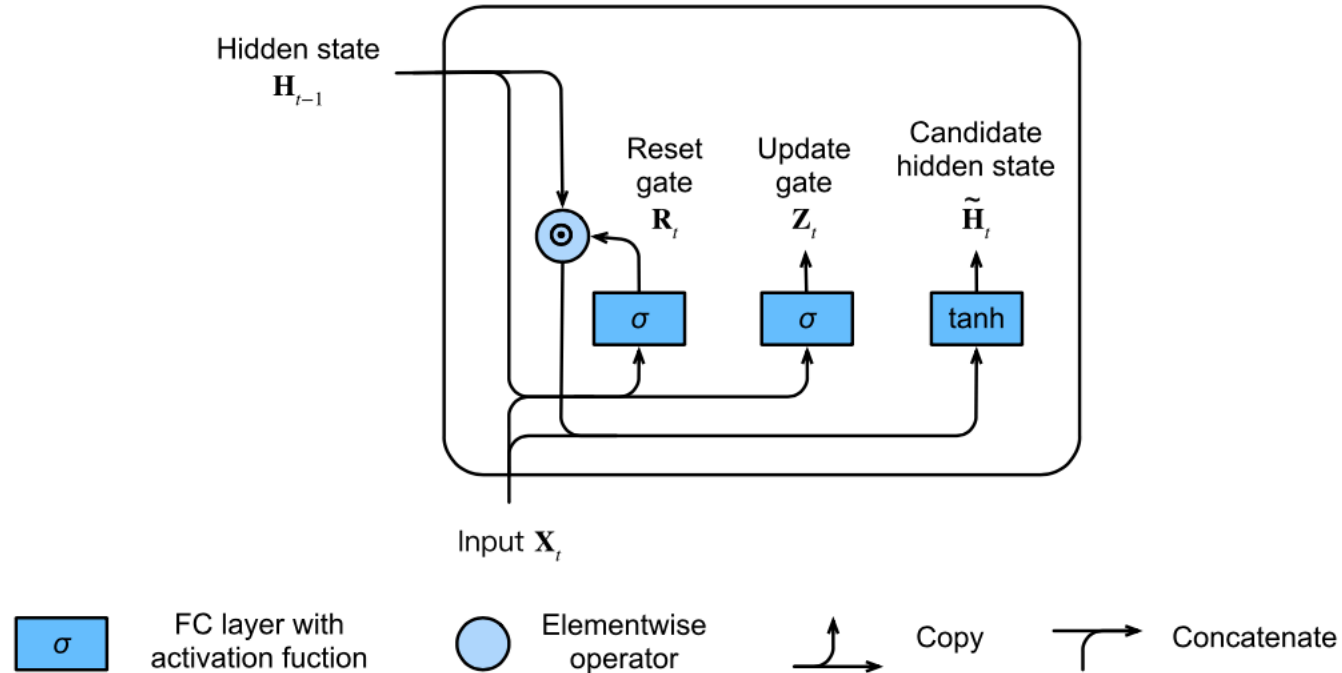 Hidden state
H_{t−1}
Reset
gate
R_t
Update
gate
Z_t
Candidate
hidden state
H̃_t
⊙
σ
σ
tanh
Input X_t
σ
FC layer with
activation fuction
Elementwise
operator
Copy
Concatenate